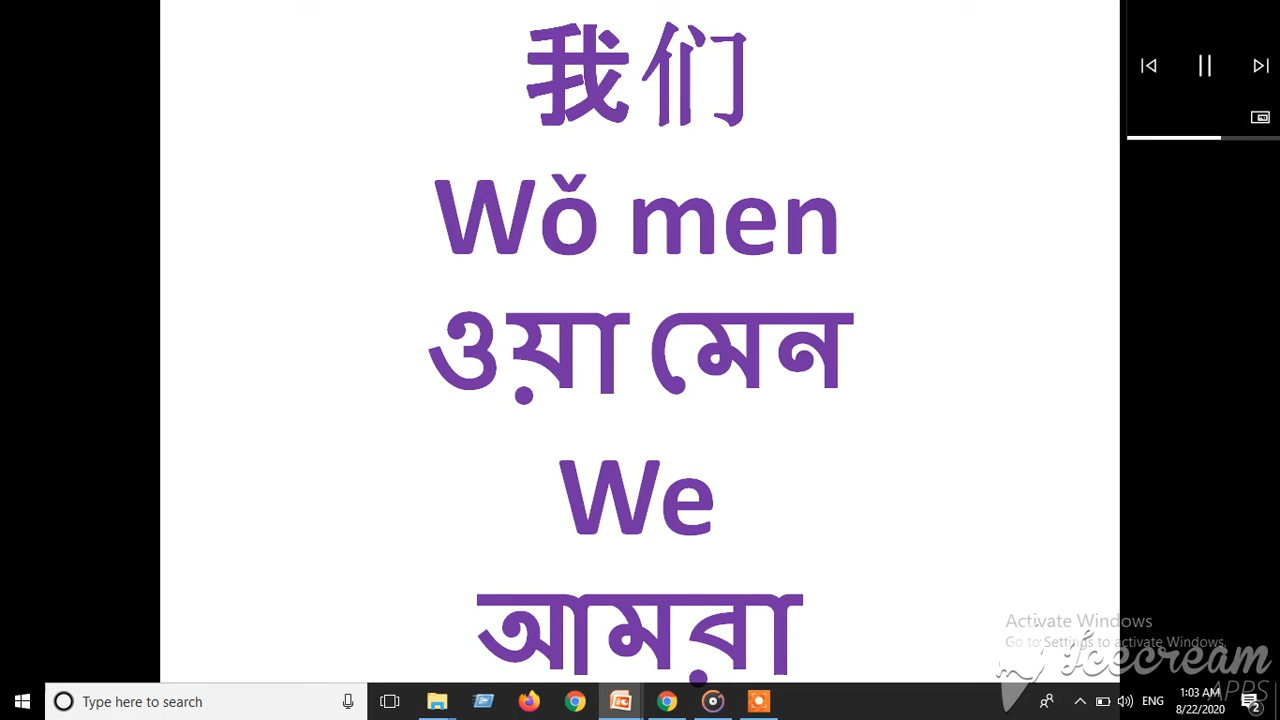 我们
Wǒ men
ওয়া মেন
We
আমরা
Activate Windows
Go to Settings to activate Windows.
Icecream
APPS
Type here to search
ENG
1:03 AM
8/22/2020
2